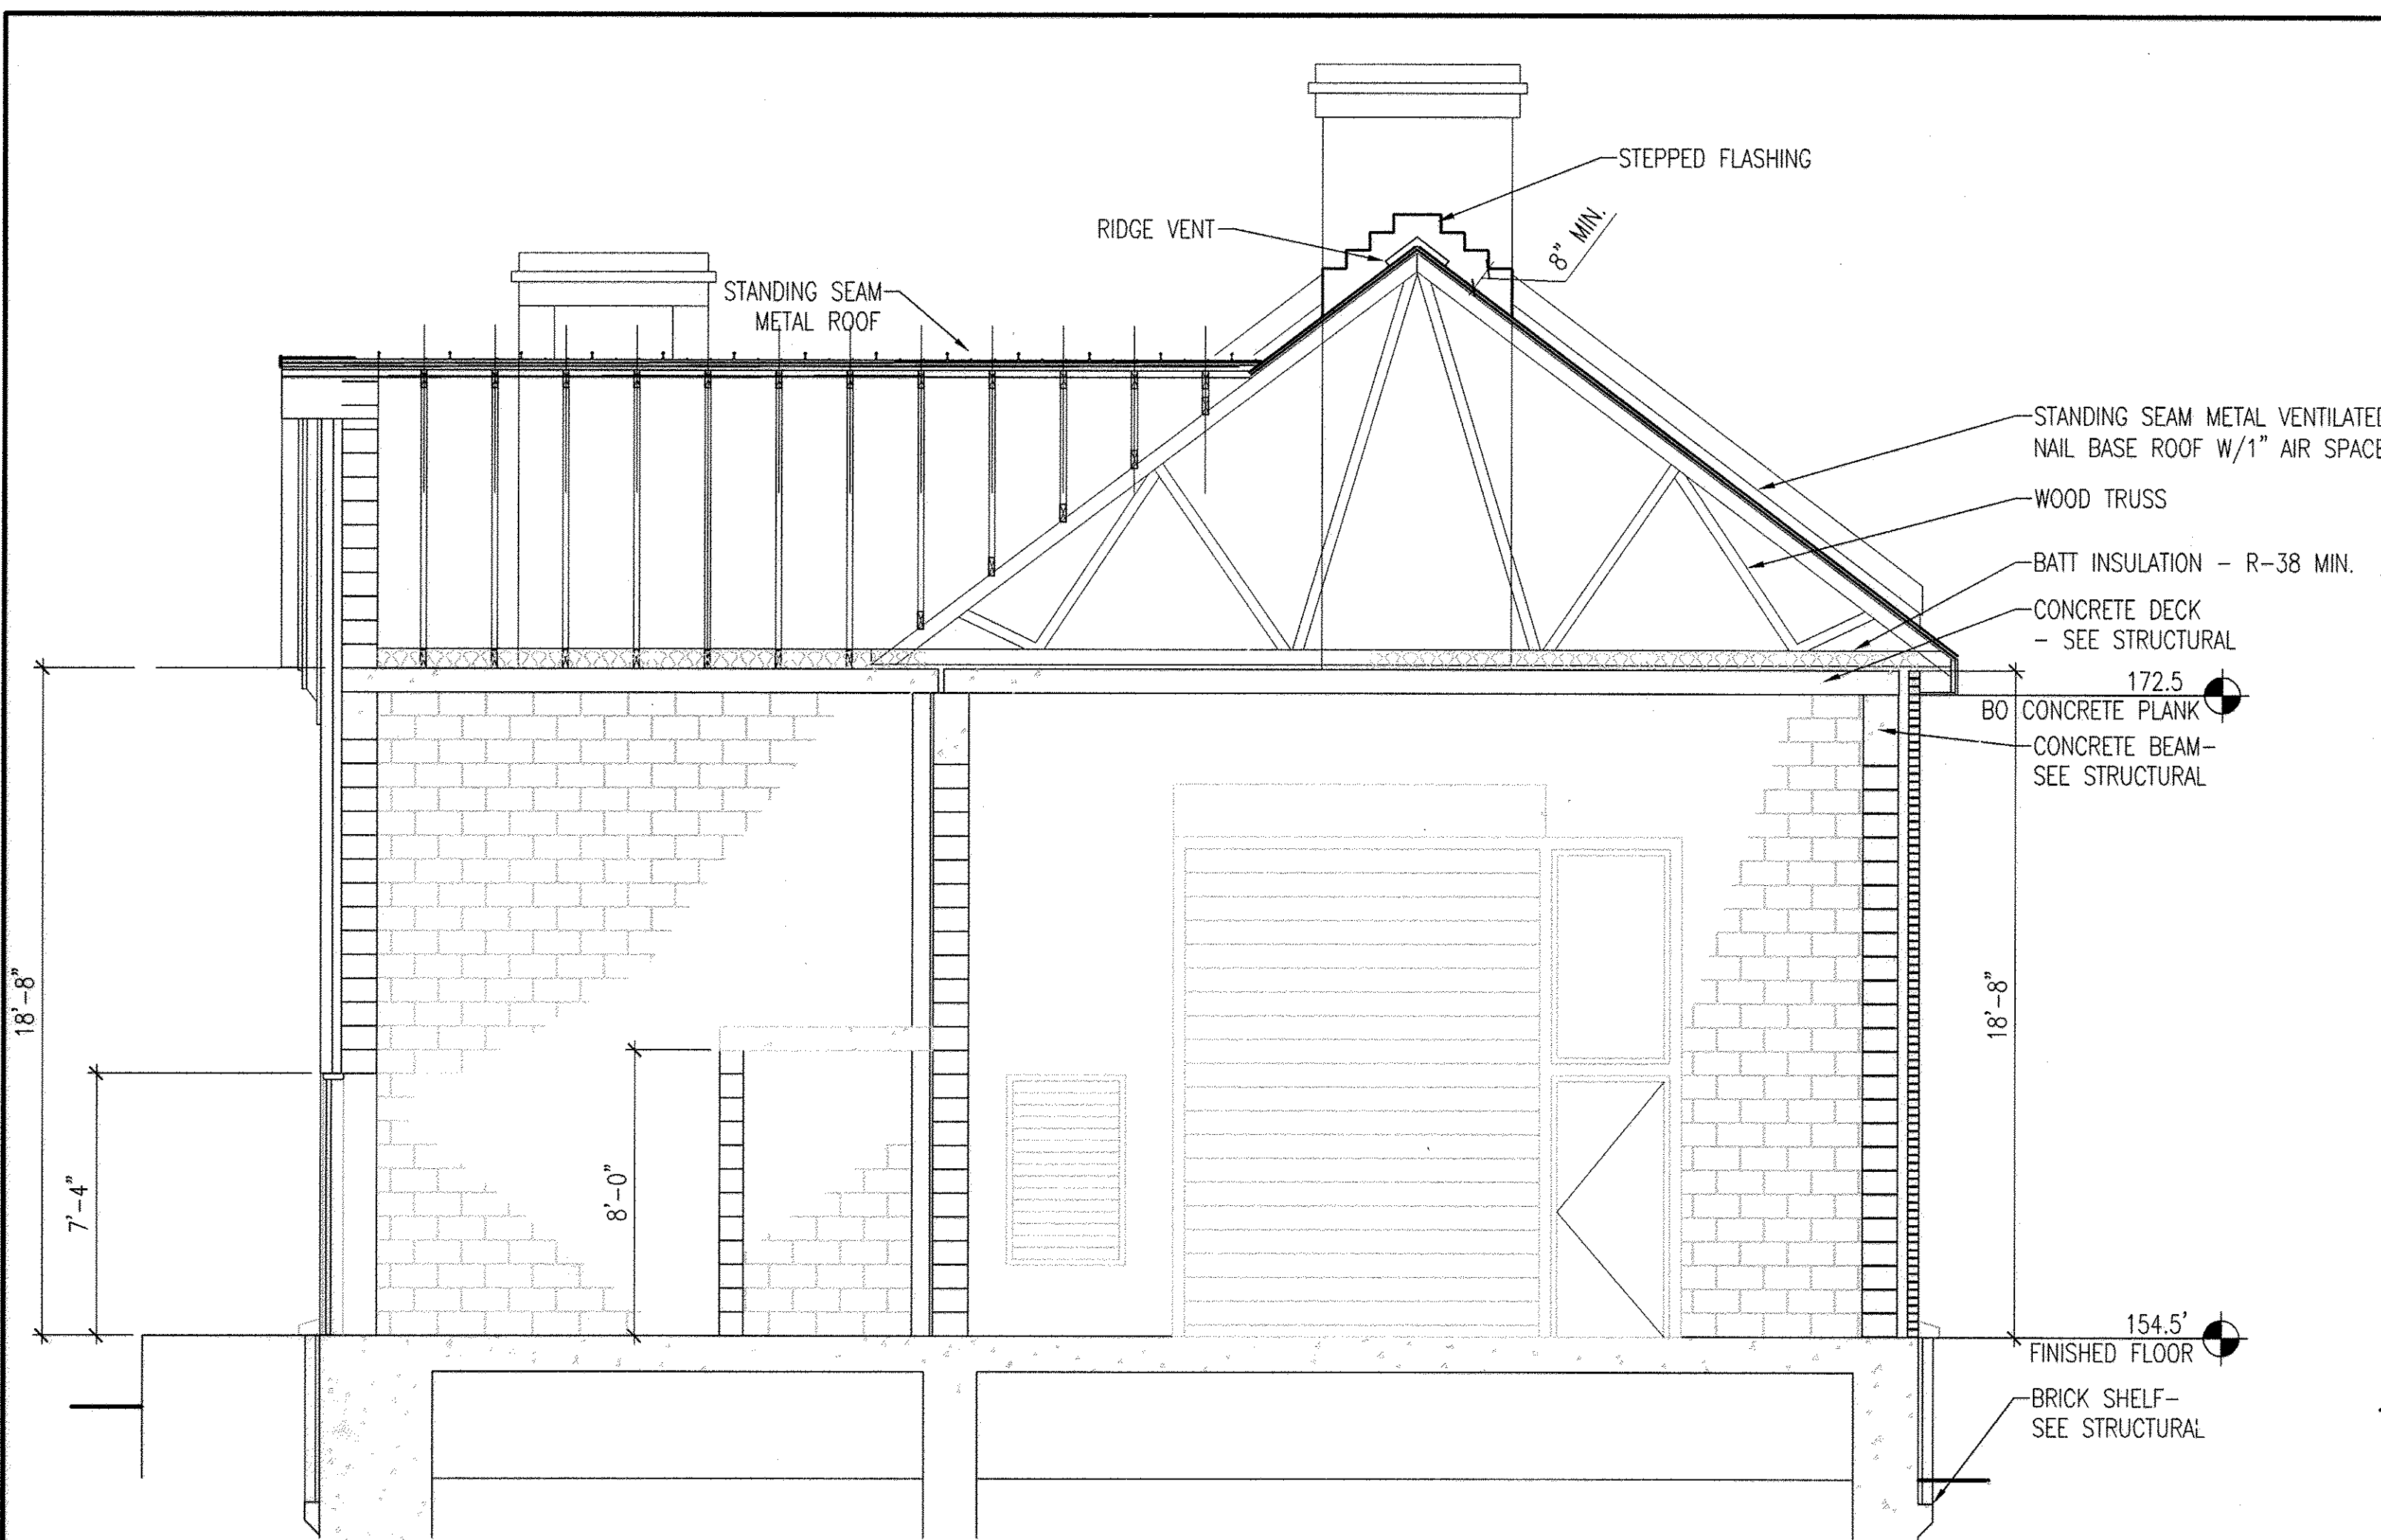 STEPPED FLASHING
RIDGE VENT
8" MIN.
STANDING SEAM
METAL ROOF
STANDING SEAM METAL VENTILATED
NAIL BASE ROOF W/1" AIR SPACE
WOOD TRUSS
BATT INSULATION - R-38 MIN.
CONCRETE DECK
- SEE STRUCTURAL
172.5
BO CONCRETE PLANK
CONCRETE BEAM-
SEE STRUCTURAL
18'-8"
18'-8"
7'-4"
8'-0"
154.5'
FINISHED FLOOR
BRICK SHELF-
SEE STRUCTURAL